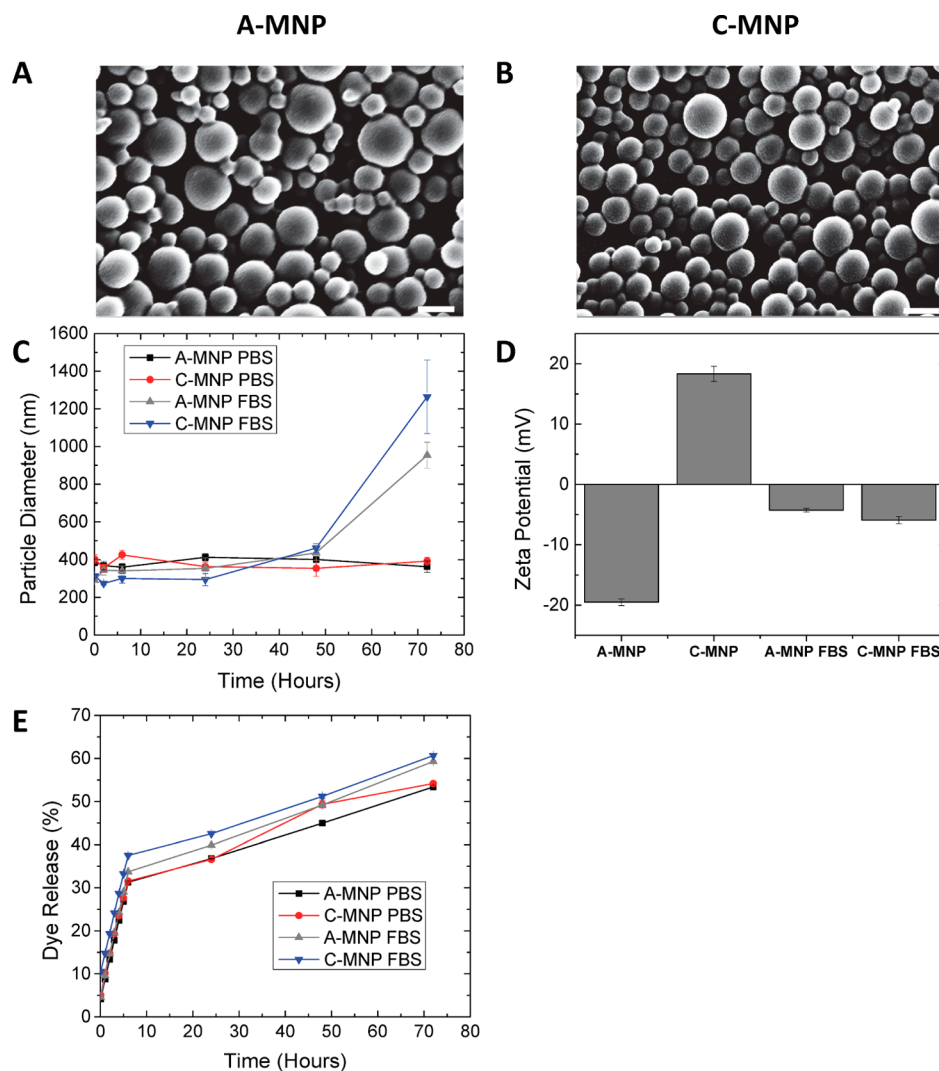 A-MNP
C-MNP
A
B
C
1600
1400
1200
1000
800
600
400
200
0
A-MNP PBS
C-MNP PBS
A-MNP FBS
C-MNP FBS
Particle Diameter (nm)
0 10 20 30 40 50 60 70 80
Time (Hours)
D
20
10
0
-10
-20
Zeta Potential (mV)
A-MNP C-MNP A-MNP FBS C-MNP FBS
E
70
60
50
40
30
20
10
0
Dye Release (%)
A-MNP PBS
C-MNP PBS
A-MNP FBS
C-MNP FBS
0 10 20 30 40 50 60 70 80
Time (Hours)